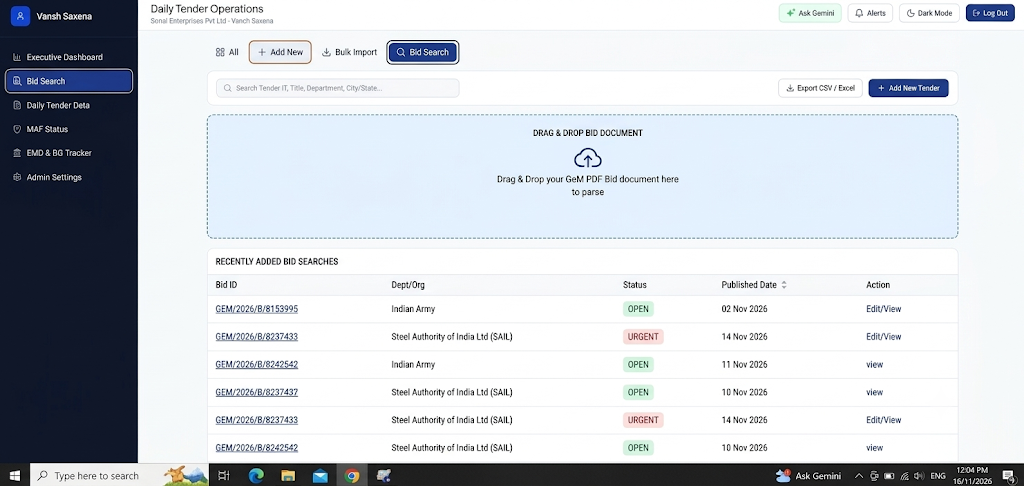 Vansh Saxena
Executive Dashboard
Bid Search
Daily Tender Deta
MAF Status
EMD & BG Tracker
Admin Settings
Daily Tender Operations
Sonal Enterprises Pvt Ltd - Vanch Saxena
Ask Gemini
Alerts
Dark Mode
Log Out
All
+ Add New
Bulk Import
Bid Search
Search Tender IT, Title, Department, City/State...
Export CSV / Excel
+ Add New Tender
DRAG & DROP BID DOCUMENT
Drag & Drop your GeM PDF Bid document here
to parse
RECENTLY ADDED BID SEARCHES
Bid ID Dept/Org Status Published Date Action
GEM/2026/B/8153995 Indian Army OPEN 02 Nov 2026 Edit/View
GEM/2026/B/8237433 Steel Authority of India Ltd (SAIL) URGENT 14 Nov 2026 Edit/View
GEM/2026/B/8242542 Indian Army OPEN 11 Nov 2026 view
GEM/2026/B/8237437 Steel Authority of India Ltd (SAIL) OPEN 10 Nov 2026 view
GEM/2026/B/8237433 Steel Authority of India Ltd (SAIL) URGENT 14 Nov 2026 Edit/View
GEM/2026/B/8242542 Steel Authority of India Ltd (SAIL) OPEN 10 Nov 2026 view
Type here to search
Ask Gemini
ENG
12:04 PM
16/11/2026